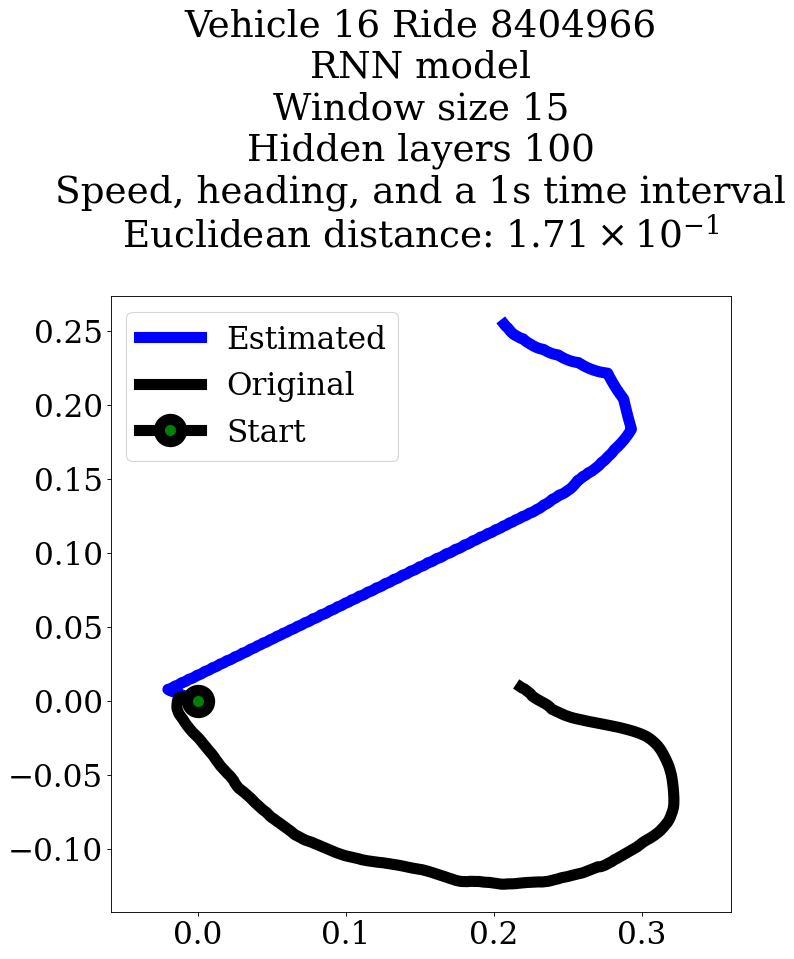 Vehicle 16 Ride 8404966
RNN model
Window size 15
Hidden layers 100
Speed, heading, and a 1s time interval
Euclidean distance: 1.71 × 10⁻¹
Estimated
Original
Start
0.25
0.20
0.15
0.10
0.05
0.00
−0.05
−0.10
0.0 0.1 0.2 0.3